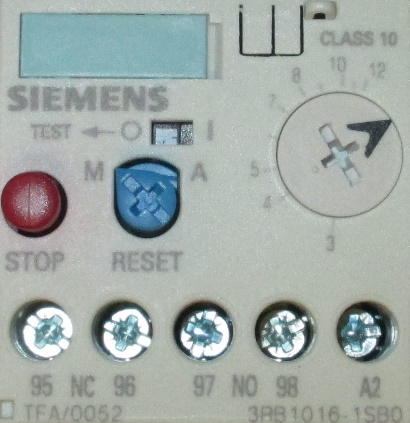 CLASS 10
SIEMENS
TEST O I
M A
STOP RESET
3 4 5 7 8 10 12
95 NC 96 97 NO 98 A2
TFA/0052 3RB1016-1SB0